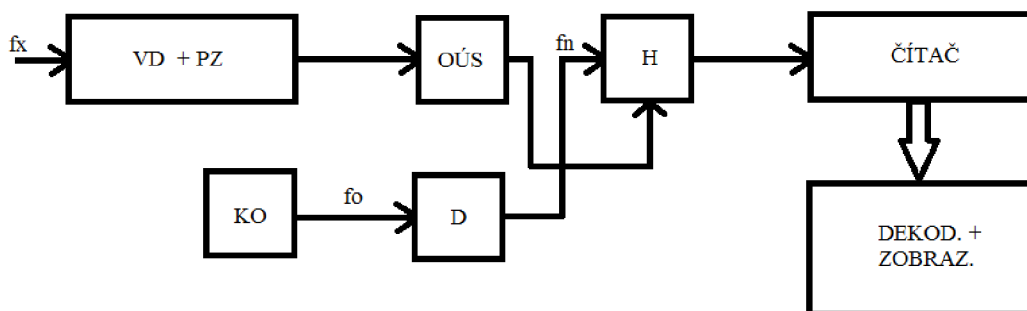 fx
VD + PZ
OÚS
fn
H
ČÍTAČ
KO
fo
D
DEKOD. +
ZOBRAZ.